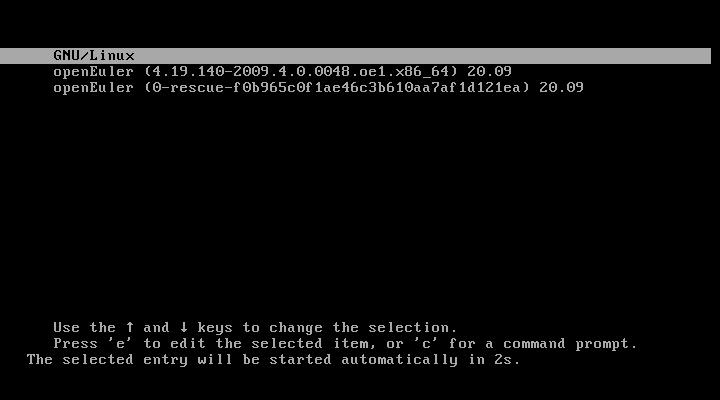 GNU/Linux
openEuler (4.19.140-2009.4.0.0048.oe1.x86_64) 20.09
openEuler (0-rescue-f0b965c0f1ae46c3b610aa7af1d121ea) 20.09
Use the ↑ and ↓ keys to change the selection.
Press 'e' to edit the selected item, or 'c' for a command prompt.
The selected entry will be started automatically in 2s.